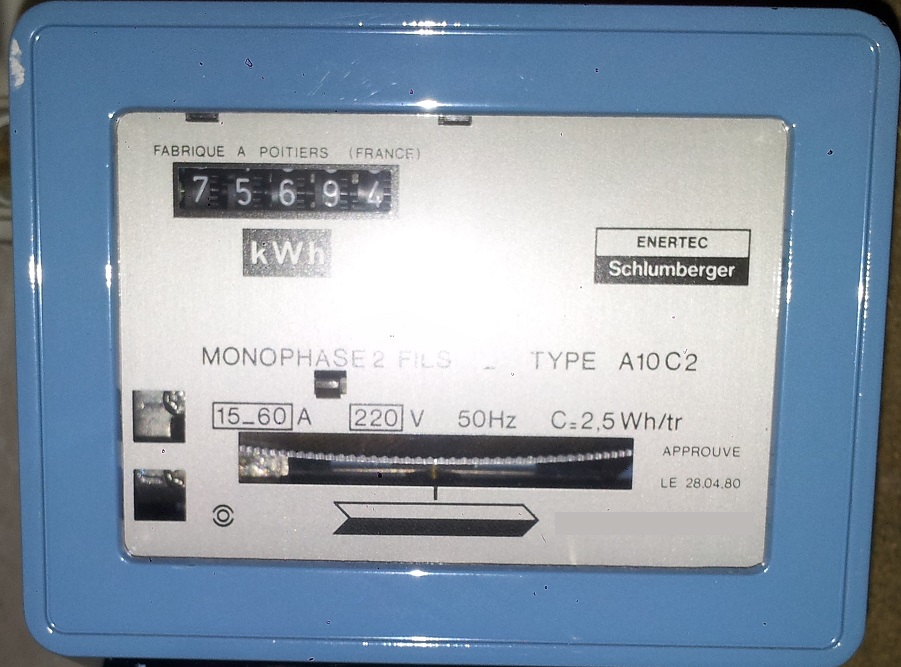 FABRIQUE A POITIERS (FRANCE)
75694
kWh
ENERTEC
Schlumberger
MONOPHASE 2 FILS TYPE A10C2
15_60 A 220 V 50Hz C=2,5 Wh/tr
APPROUVE
LE 28.04.80